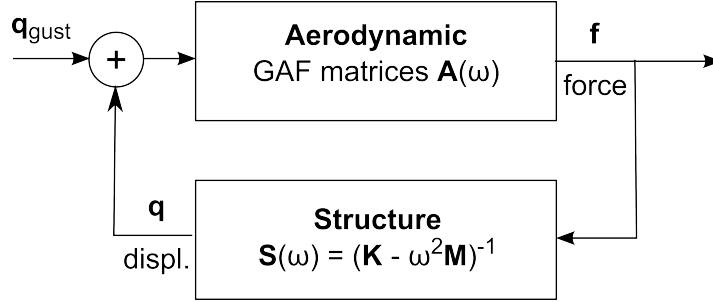 q_gust
+
Aerodynamic
GAF matrices A(ω)
f
force
q
displ.
Structure
S(ω) = (K - ω²M)⁻¹